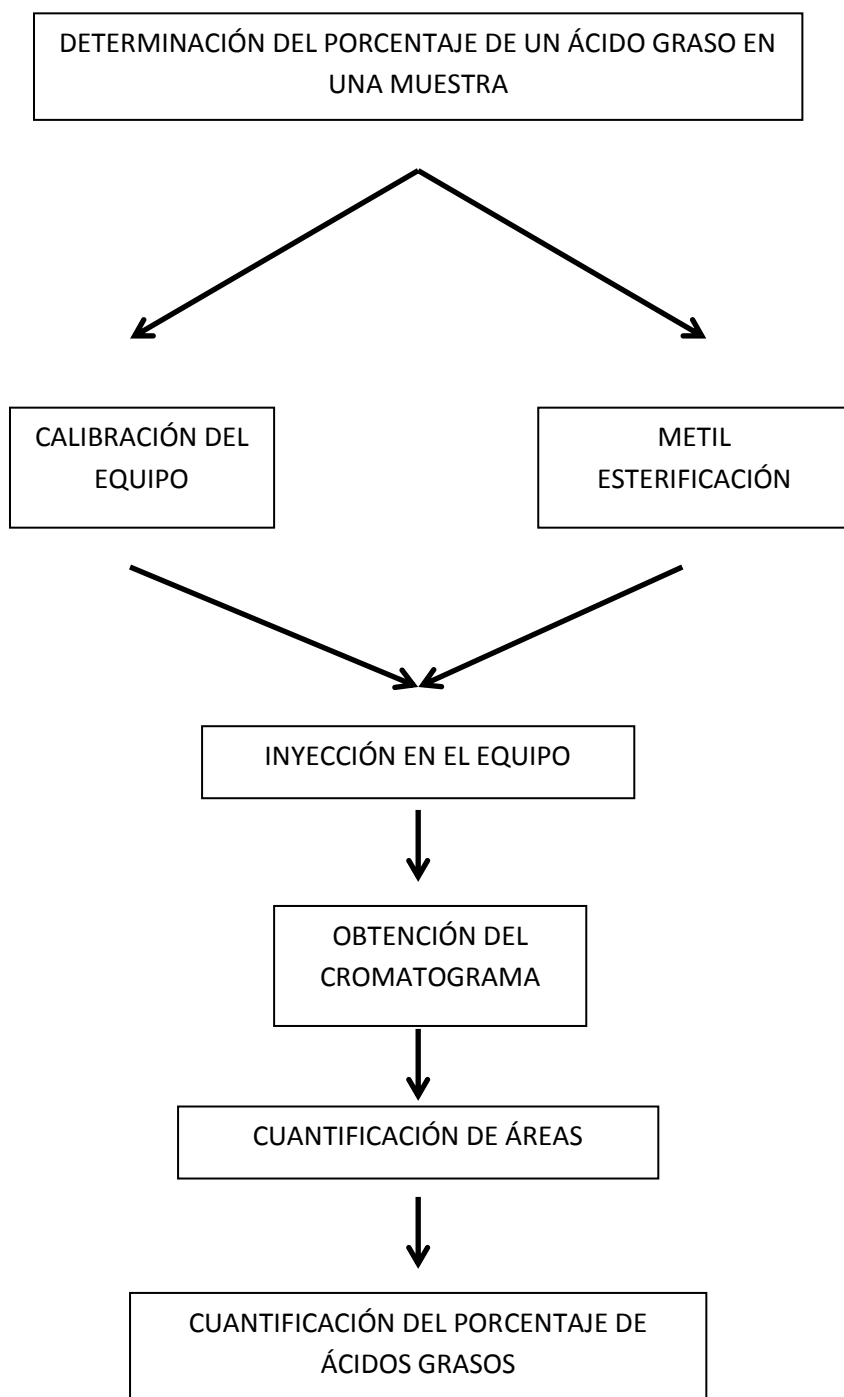 DETERMINACIÓN DEL PORCENTAJE DE UN ÁCIDO GRASO EN
UNA MUESTRA
CALIBRACIÓN DEL
EQUIPO
METIL
ESTERIFICACIÓN
INYECCIÓN EN EL EQUIPO
OBTENCIÓN DEL
CROMATOGRAMA
CUANTIFICACIÓN DE ÁREAS
CUANTIFICACIÓN DEL PORCENTAJE DE
ÁCIDOS GRASOS